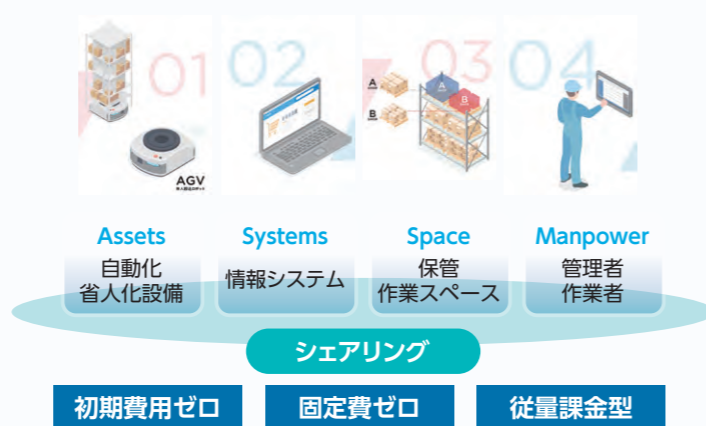 01
02
03
04
AGV
A
B
A
B
Assets
自動化
省人化設備
Systems
情報システム
Space
保管
作業スペース
Manpower
管理者
作業者
シェアリング
初期費用ゼロ
固定費ゼロ
従量課金型